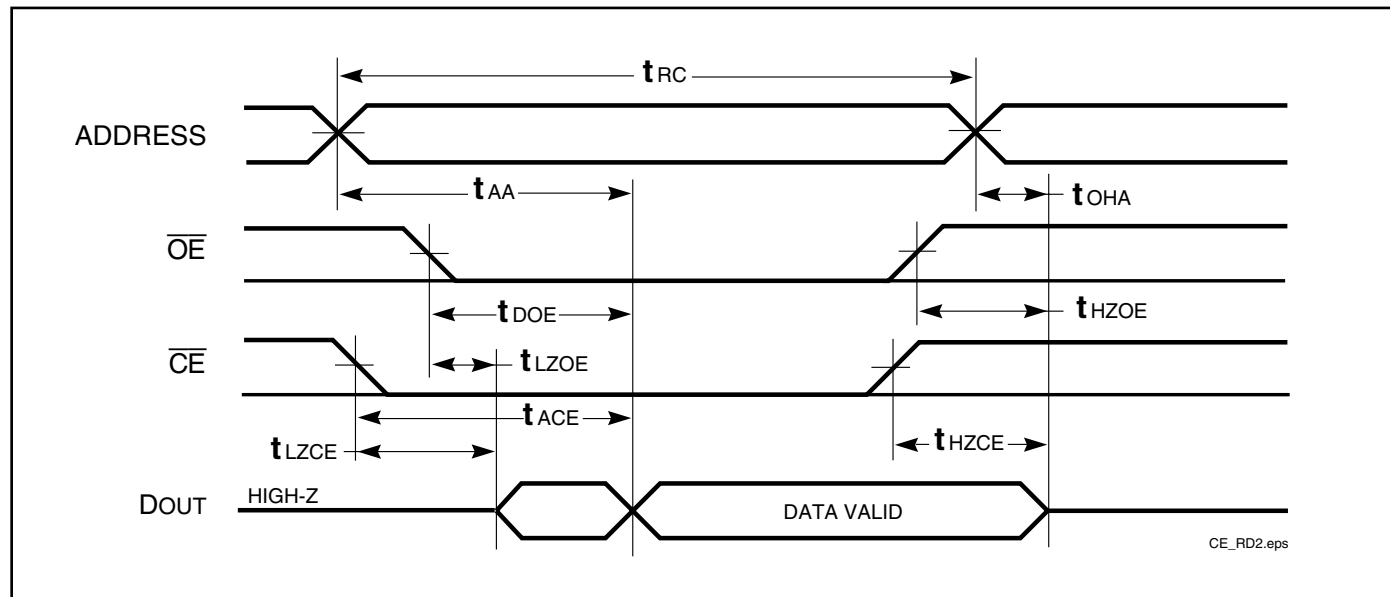 tRC
ADDRESS
tAA
tOHA
OE
tDOE
tHZOE
CE
tLZOE
tACE
tLZCE
tHZCE
DOUT
HIGH-Z
DATA VALID
CE_RD2.eps